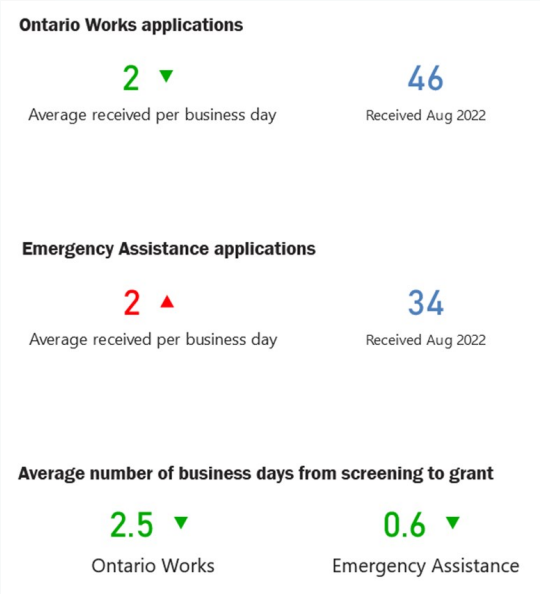 Ontario Works applications
2 ▼ 46
Average received per business day Received Aug 2022
Emergency Assistance applications
2 ▲ 34
Average received per business day Received Aug 2022
Average number of business days from screening to grant
2.5 ▼ 0.6 ▼
Ontario Works Emergency Assistance